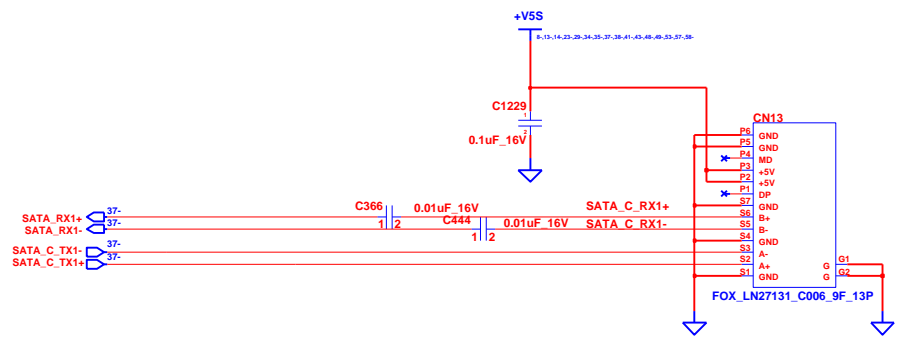 +V5S
8-,13-,14-,23-,29-,34-,35-,37-,38-,41-,43-,48-,49-,53-,57-,58-
C1229
1
2
0.1uF_16V
CN13
P6 GND
P5 GND
P4 MD
P3 +5V
P2 +5V
P1 DP
S7 GND
S6 B+
S5 B-
S4 GND
S3 A-
S2 A+
S1 GND
G G1
G G2
FOX_LN27131_C006_9F_13P
SATA_RX1+ 37-
C366
1 2
0.01uF_16V
SATA_C_RX1+
SATA_RX1- 37-
C444
1 2
0.01uF_16V
SATA_C_RX1-
SATA_C_TX1- 37-
SATA_C_TX1+ 37-